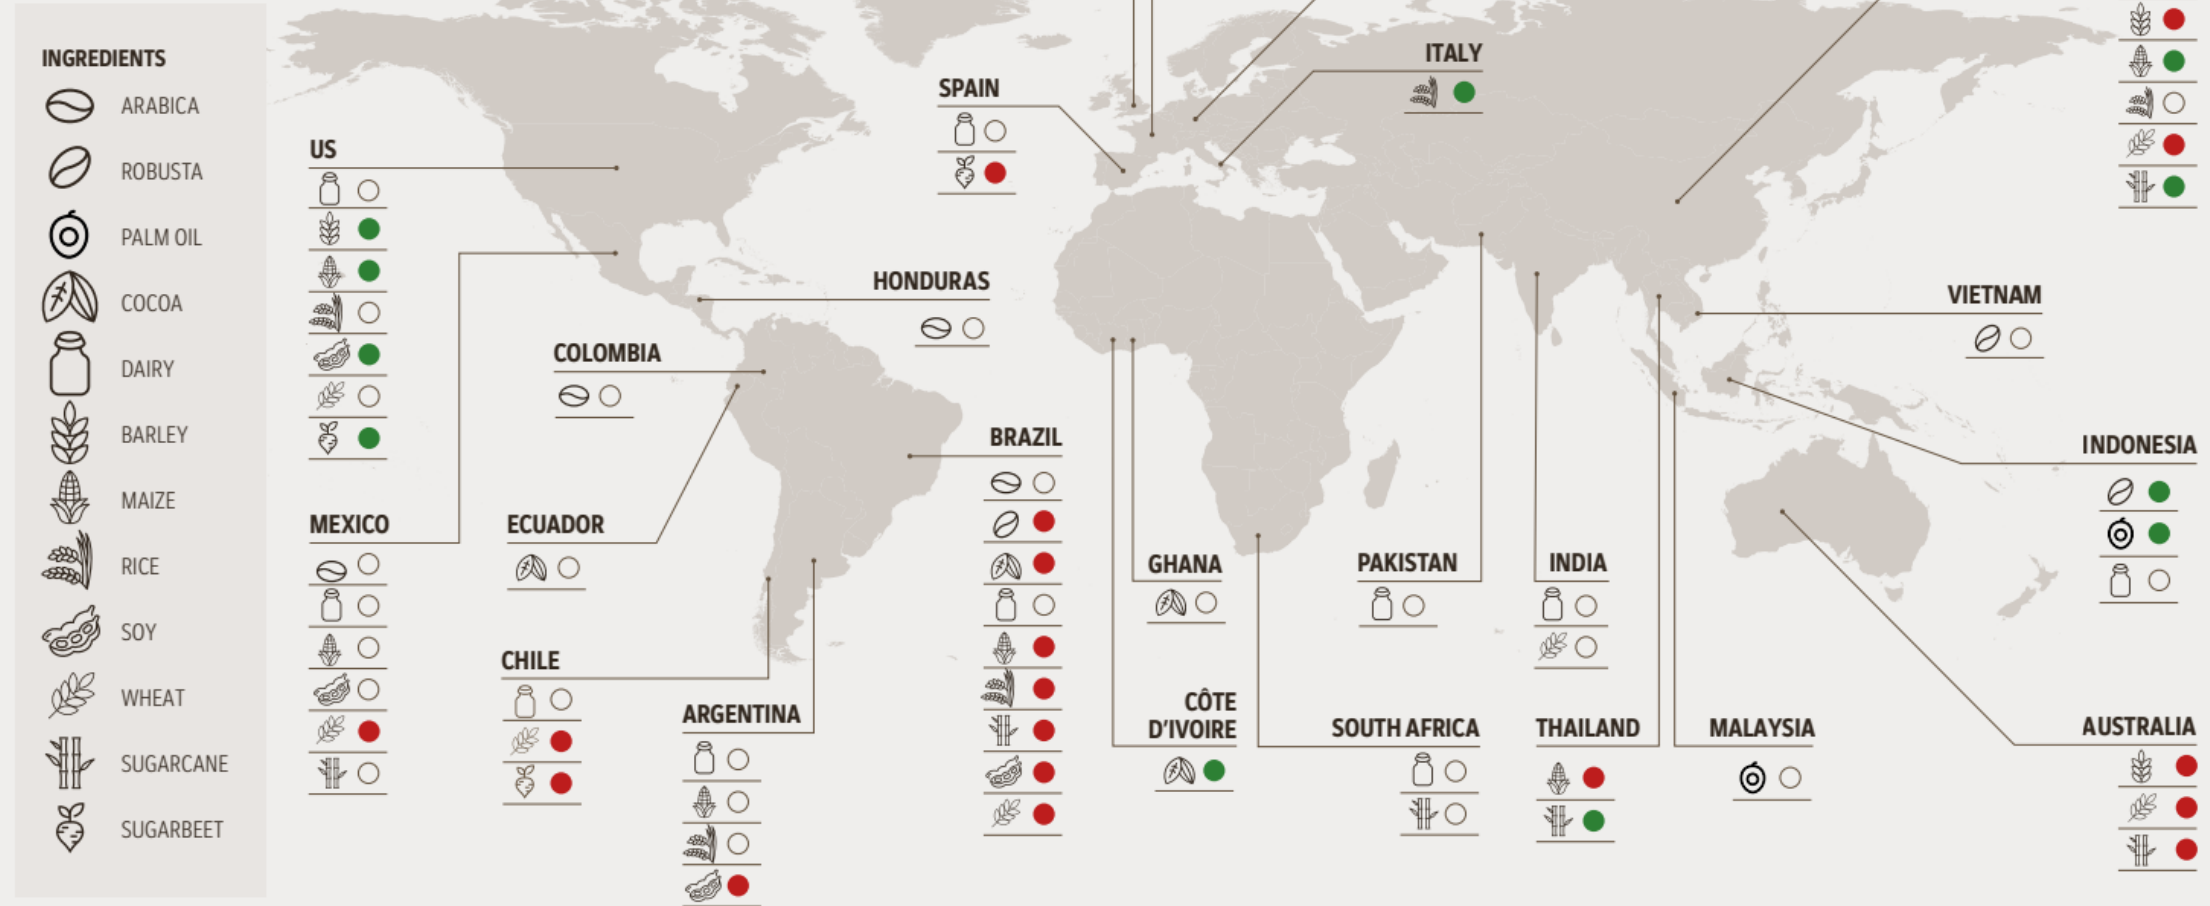 INGREDIENTS
ARABICA
ROBUSTA
PALM OIL
COCOA
DAIRY
BARLEY
MAIZE
RICE
SOY
WHEAT
SUGARCANE
SUGARBEET
US
MEXICO
COLOMBIA
ECUADOR
CHILE
ARGENTINA
HONDURAS
BRAZIL
SPAIN
ITALY
GHANA
CÔTE
D'IVOIRE
SOUTH AFRICA
PAKISTAN
INDIA
THAILAND
MALAYSIA
VIETNAM
INDONESIA
AUSTRALIA